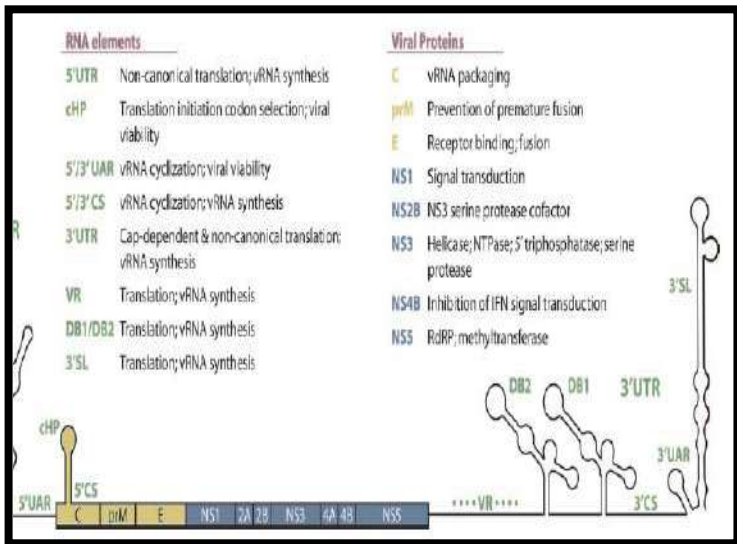 RNA elements
5'UTR Non-canonical translation; vRNA synthesis
cHP Translation initiation codon selection; viral
viability
5'/3'UAR vRNA cyclization; viral viability
5'/3'CS vRNA cyclization; vRNA synthesis
3'UTR Cap-dependent & non-canonical translation;
vRNA synthesis
VR Translation; vRNA synthesis
DB1/DB2 Translation; vRNA synthesis
3'SL Translation; vRNA synthesis
Viral Proteins
C vRNA packaging
prM Prevention of premature fusion
E Receptor binding; fusion
NS1 Signal transduction
NS2B NS3 serine protease cofactor
NS3 Helicase; NTPase; 5' triphosphatase; serine
protease
NS4B Inhibition of IFN signal transduction
NS5 RdRP; methyltransferase
R
3'SL
DB2 DB1 3'UTR
cHP
3'UAR
5'UAR 5'CS
····VR····
3'CS
C prM E NS1 2A 2B NS3 4A 4B NS5